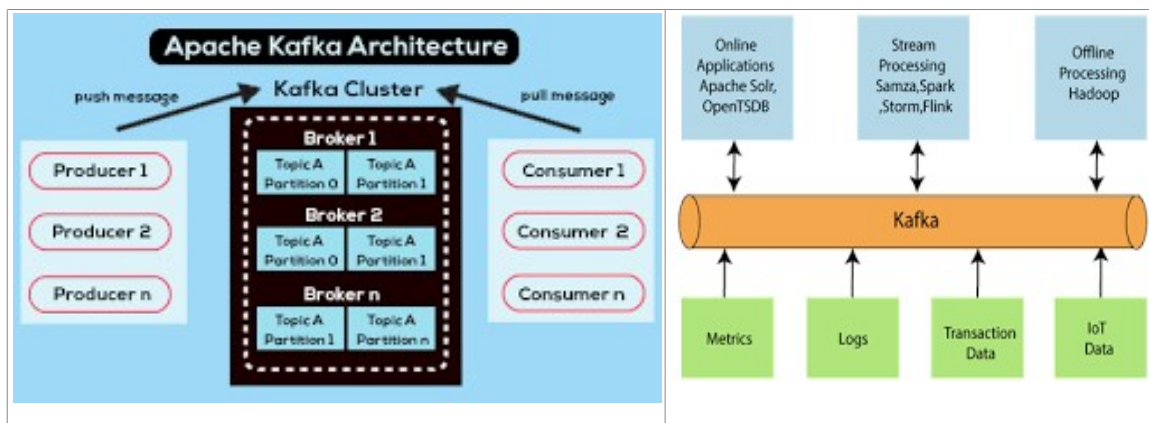 Apache Kafka Architecture
push message
Kafka Cluster
pull message
Producer 1
Producer 2
Producer n
Broker 1
Topic A
Partition 0
Topic A
Partition 1
Broker 2
Topic A
Partition 0
Topic A
Partition 1
Broker n
Topic A
Partition 1
Topic A
Partition n
Consumer 1
Consumer 2
Consumer n
Online
Applications
Apache Solr,
OpenTSDB
Stream
Processing
Samza,Spark
,Storm,Flink
Offline
Processing
Hadoop
Kafka
Metrics
Logs
Transaction
Data
IoT
Data